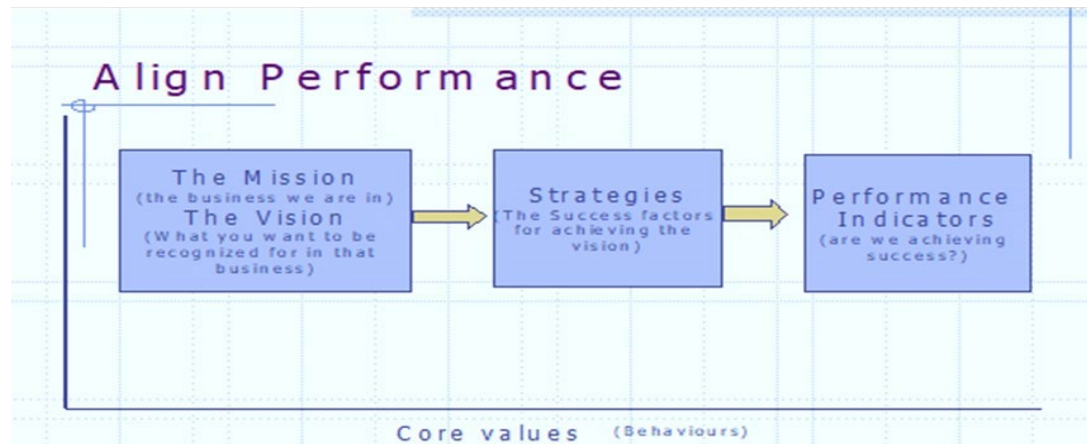 Align Performance
The Mission
(the business we are in)
The Vision
(What you want to be
recognized for in that
business)
Strategies
(The Success factors
for achieving the
vision)
Performance
Indicators
(are we achieving
success?)
Core values (Behaviours)